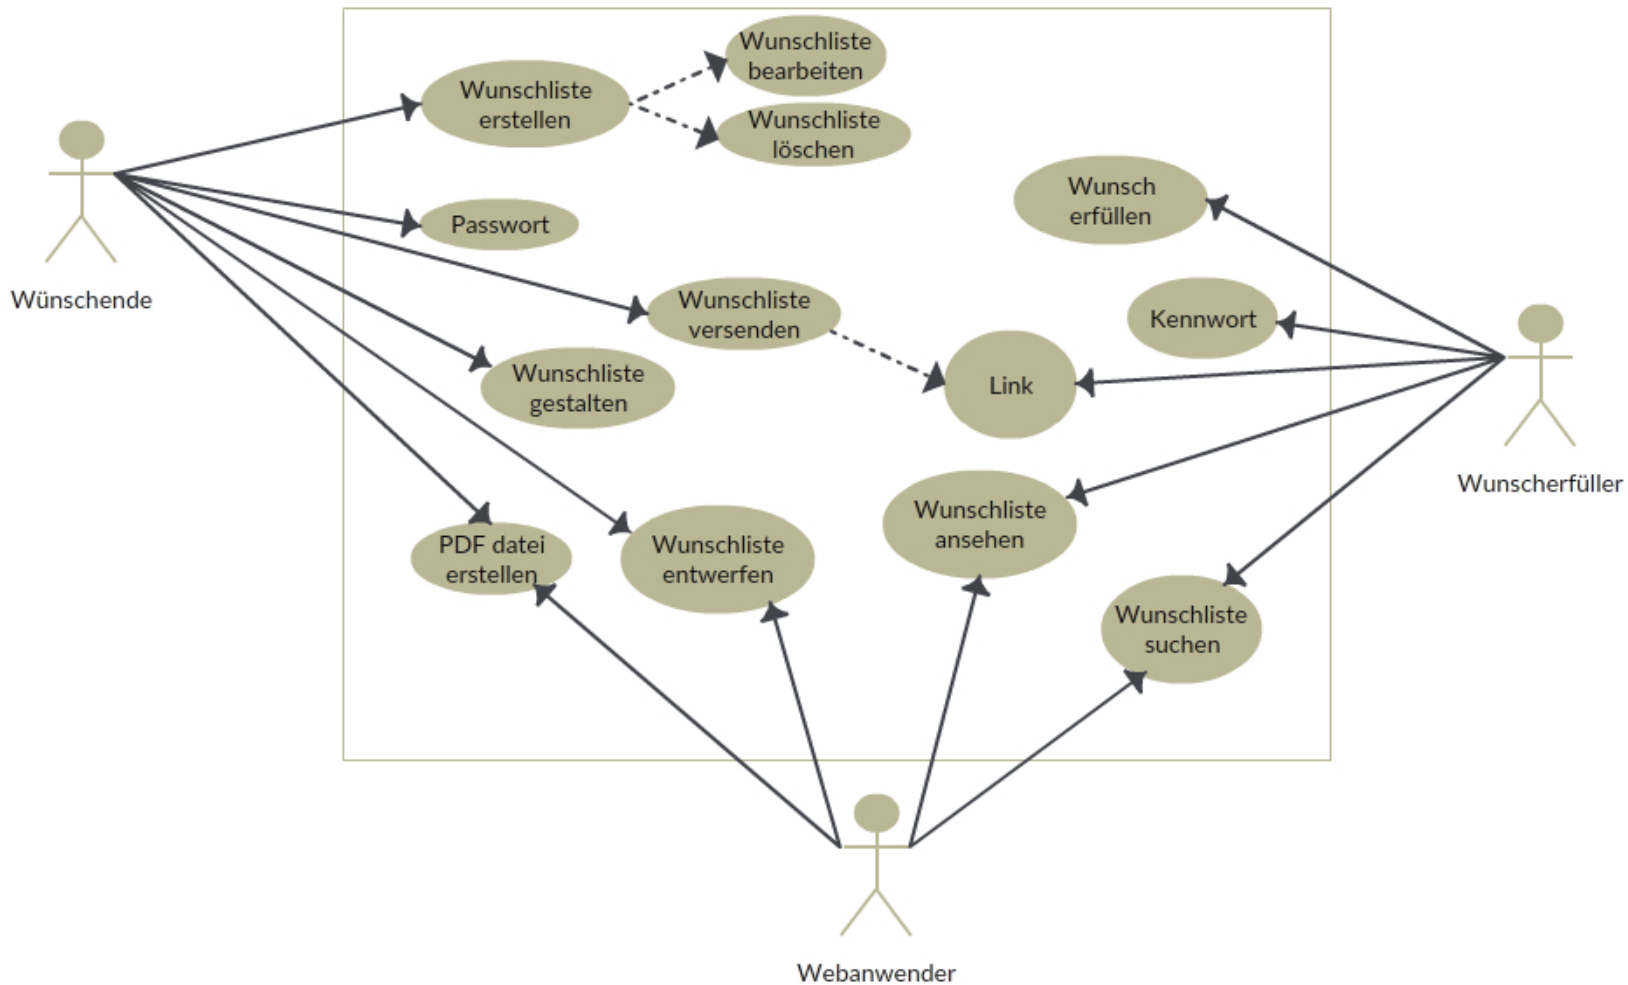 Wunschliste
bearbeiten
Wunschliste
erstellen
Wunschliste
löschen
Wunsch
erfüllen
Passwort
Wünschende
Wunschliste
versenden
Kennwort
Wunschliste
gestalten
Link
Wunscherfüller
Wunschliste
ansehen
PDF datei
erstellen
Wunschliste
entwerfen
Wunschliste
suchen
Webanwender